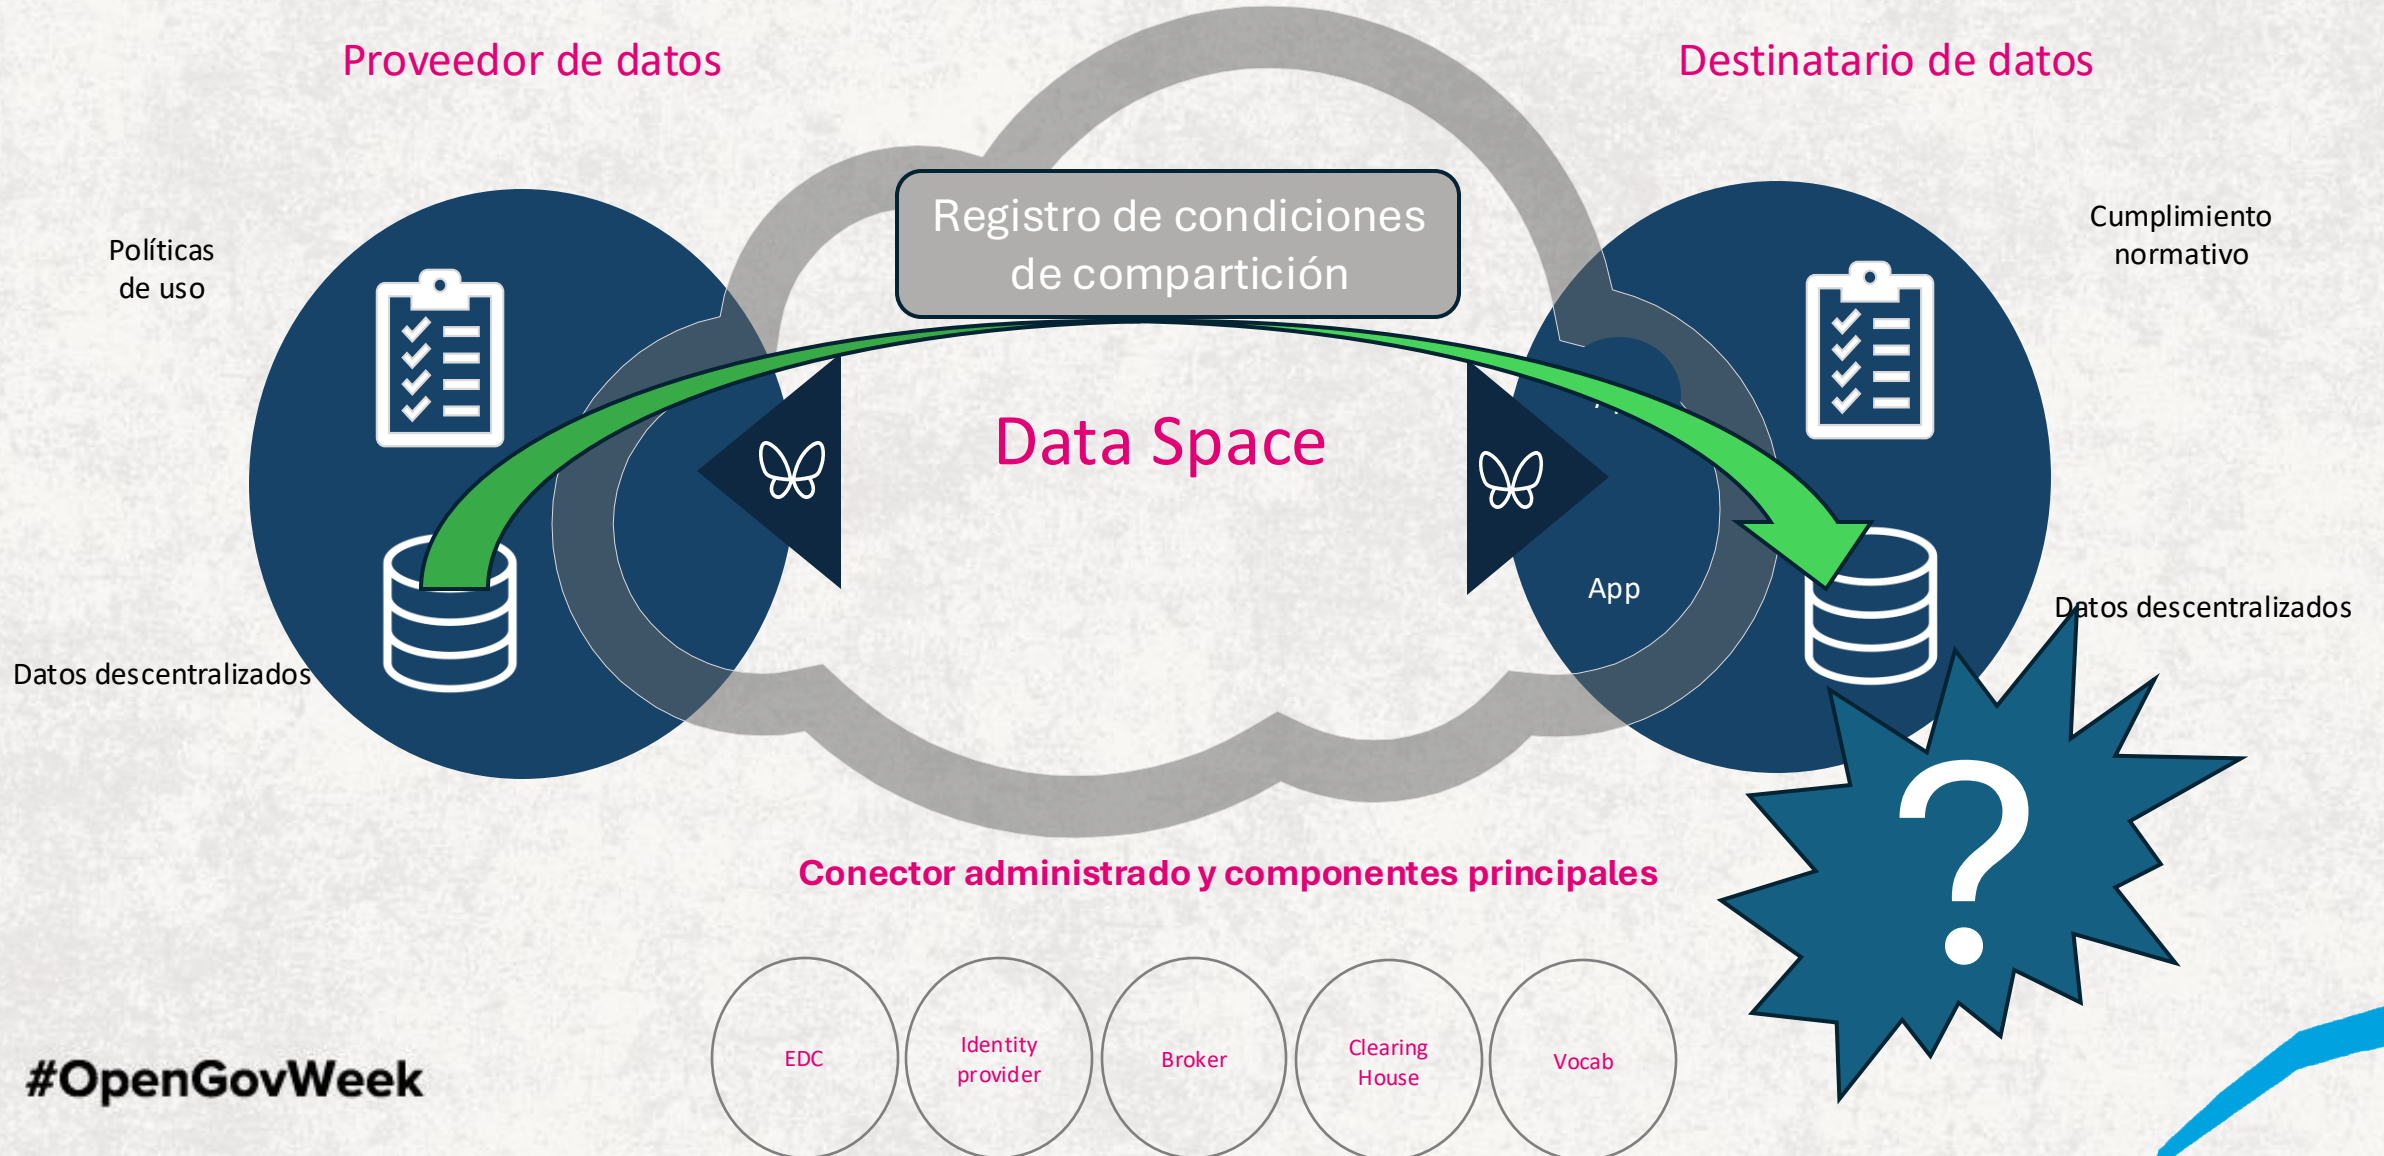 Proveedor de datos
Destinatario de datos
Registro de condiciones
de compartición
Políticas
de uso
Cumplimiento
normativo
Data Space
App
Datos descentralizados
Datos descentralizados
?
Conector administrado y componentes principales
EDC
Identity
provider
Broker
Clearing
House
Vocab
#OpenGovWeek